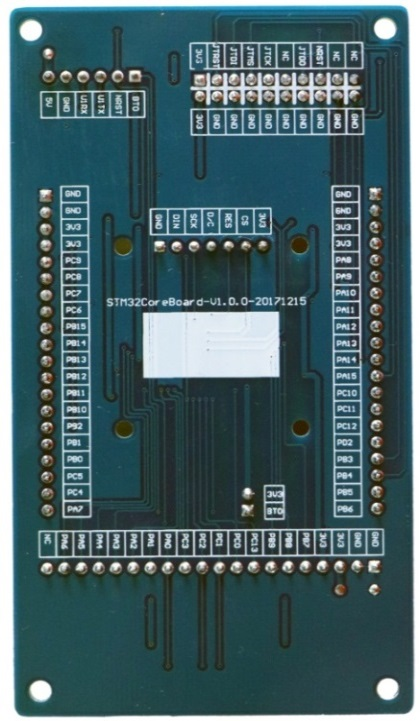 3V3 JTRST JTDI JTMS JTCK NC JTDO NRST NC NC
3V3 GND GND GND GND GND GND GND GND GND
5V GND U1RX U1TX NRST BT0
GND DIN SCK D/C RES CS 3V3
STM32CoreBoard-V1.0.0-20171215
GND
GND
3V3
3V3
PC9
PC8
PC7
PC6
PB15
PB14
PB13
PB12
PB11
PB10
PB2
PB1
PB0
PC5
PC4
PA7
GND
GND
3V3
3V3
PA8
PA9
PA10
PA11
PA12
PA13
PA14
PA15
PC10
PC11
PC12
PD2
PB3
PB4
PB5
PB6
3V3
BT0
NC PA6 PA5 PA4 PA3 PA2 PA1 PA0 PC3 PC2 PC1 PC0 PC13 PB9 PB8 PB7 3V3 3V3 GND GND